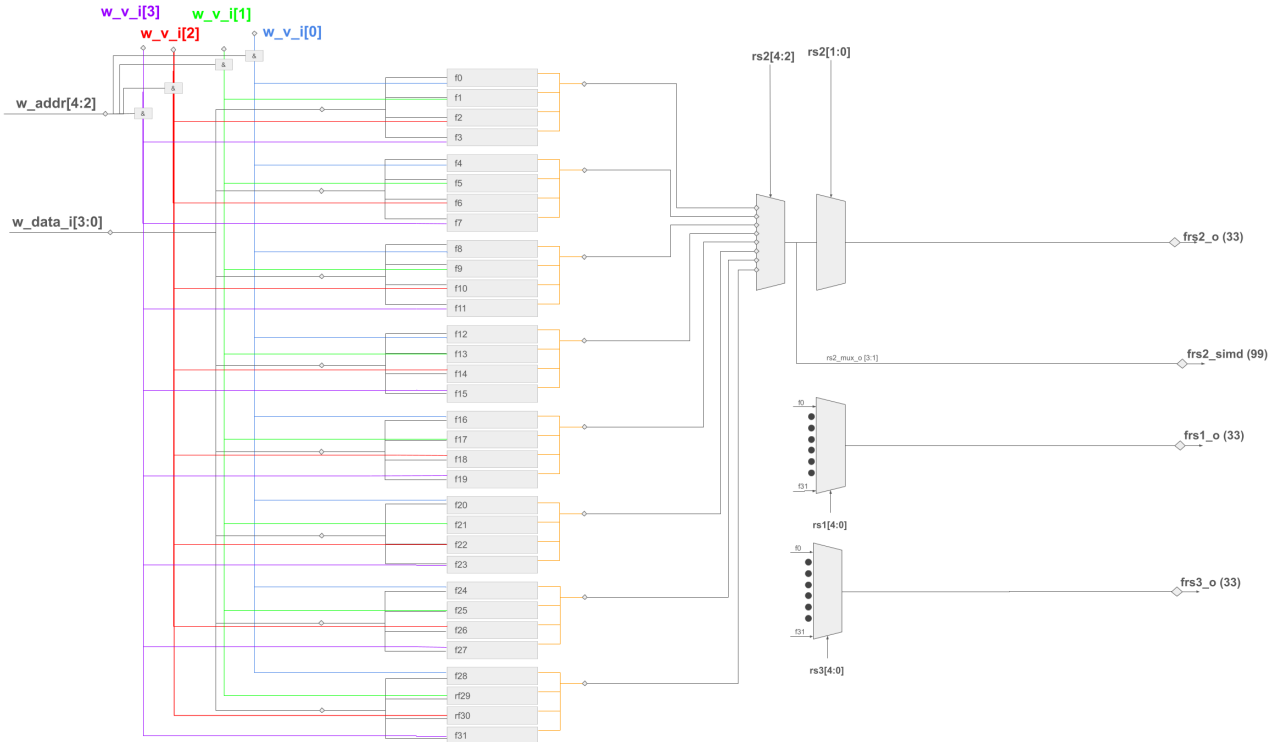 w_v_i[3]
w_v_i[1]
w_v_i[2]
w_v_i[0]
&
&
&
&
w_addr[4:2]
w_data_i[3:0]
f0
f1
f2
f3
f4
f5
f6
f7
f8
f9
f10
f11
f12
f13
f14
f15
f16
f17
f18
f19
f20
f21
f22
f23
f24
f25
f26
f27
f28
rf29
rf30
f31
rs2[4:2]
rs2[1:0]
frs2_o (33)
rs2_mux_o [3:1]
frs2_simd (99)
f0
f31
rs1[4:0]
frs1_o (33)
f0
f31
rs3[4:0]
frs3_o (33)